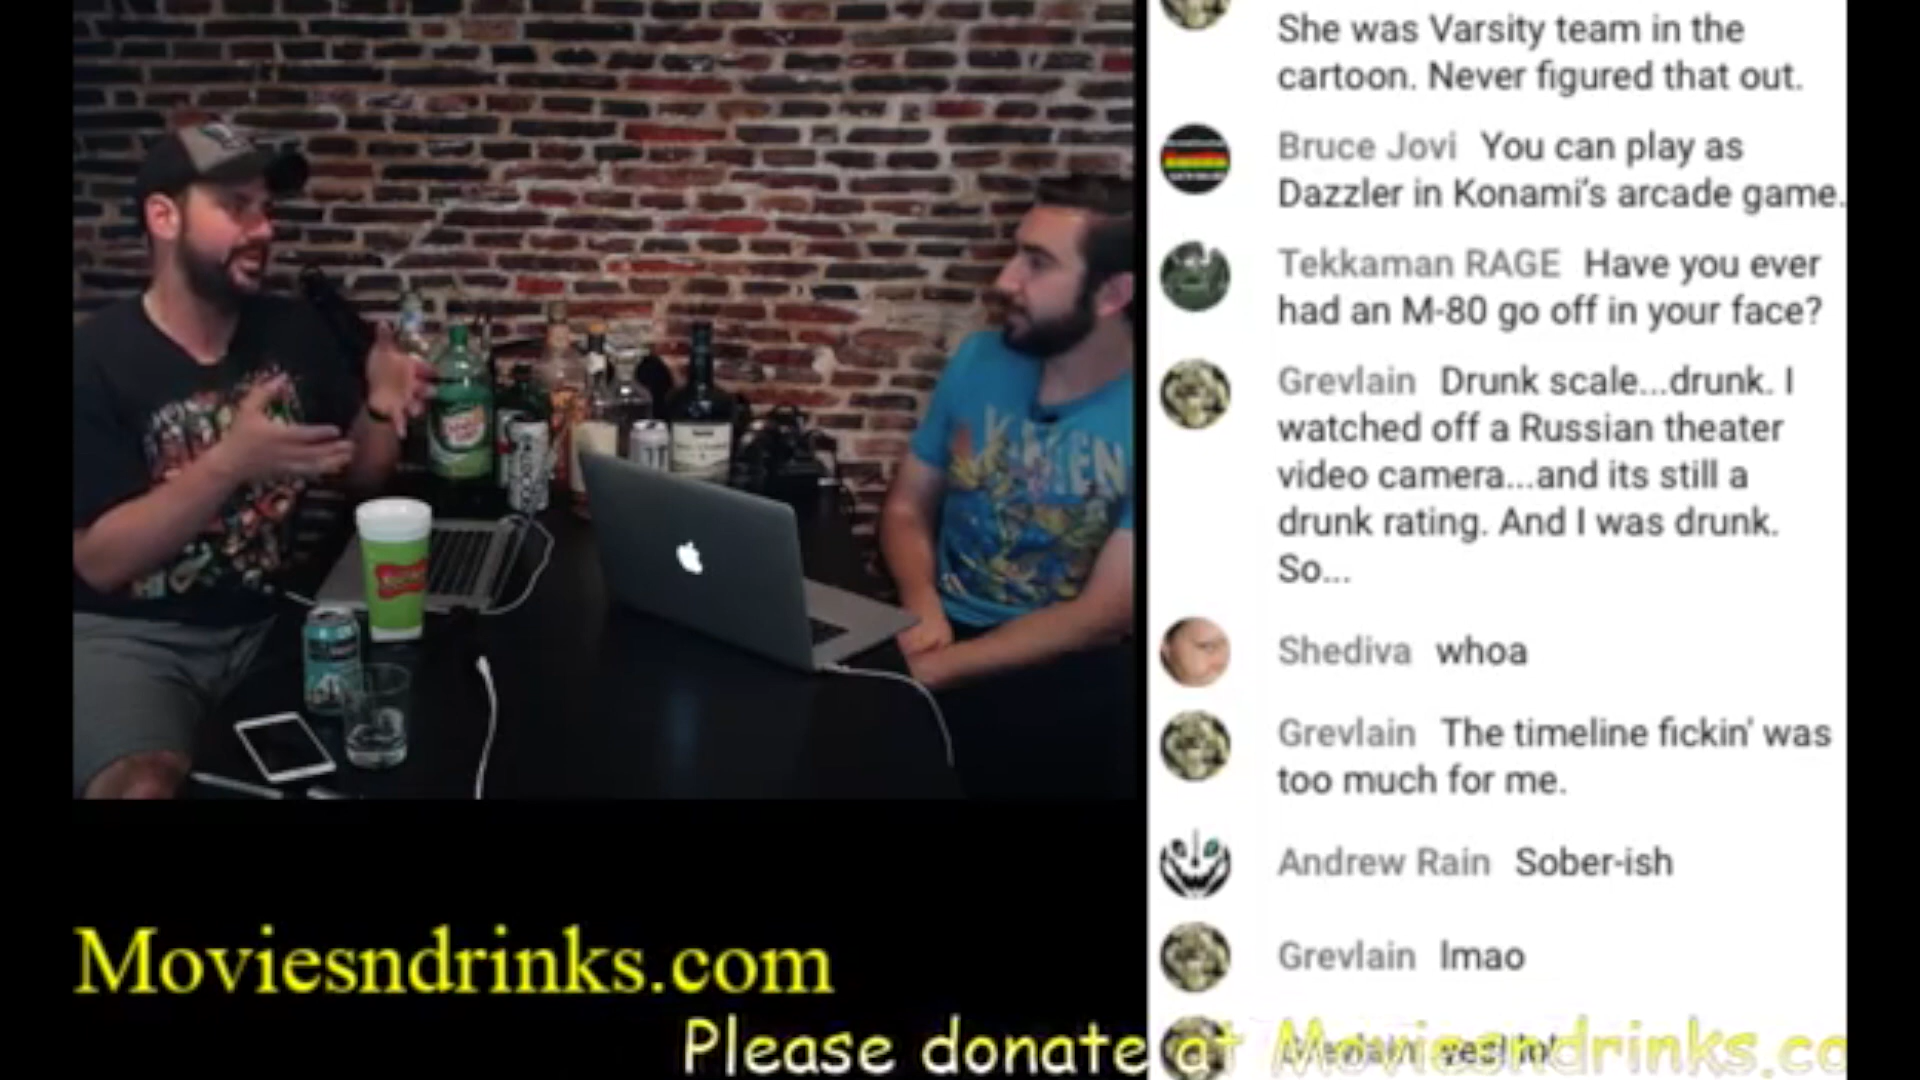 She was Varsity team in the
cartoon. Never figured that out.
Bruce Jovi You can play as
Dazzler in Konami's arcade game.
Tekkaman RAGE Have you ever
had an M-80 go off in your face?
Grevlain Drunk scale...drunk. I
watched off a Russian theater
video camera...and its still a
drunk rating. And I was drunk.
So...
Shediva whoa
Grevlain The timeline fickin' was
too much for me.
Andrew Rain Sober-ish
Grevlain lmao
Moviesndrinks.com
Please donate at Moviesndrinks.co